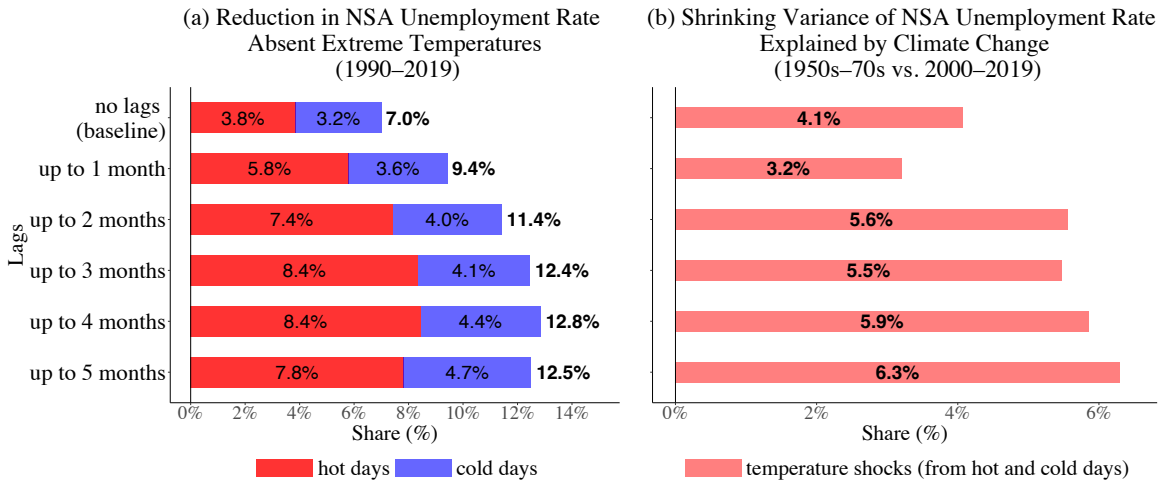 (a) Reduction in NSA Unemployment Rate
Absent Extreme Temperatures
(1990–2019)
Lags
no lags
(baseline)
3.8% 3.2% 7.0%
up to 1 month 5.8% 3.6% 9.4%
up to 2 months 7.4% 4.0% 11.4%
up to 3 months 8.4% 4.1% 12.4%
up to 4 months 8.4% 4.4% 12.8%
up to 5 months 7.8% 4.7% 12.5%
0% 2% 4% 6% 8% 10% 12% 14%
Share (%)
hot days cold days
(b) Shrinking Variance of NSA Unemployment Rate
Explained by Climate Change
(1950s–70s vs. 2000–2019)
4.1%
3.2%
5.6%
5.5%
5.9%
6.3%
0% 2% 4% 6%
Share (%)
temperature shocks (from hot and cold days)